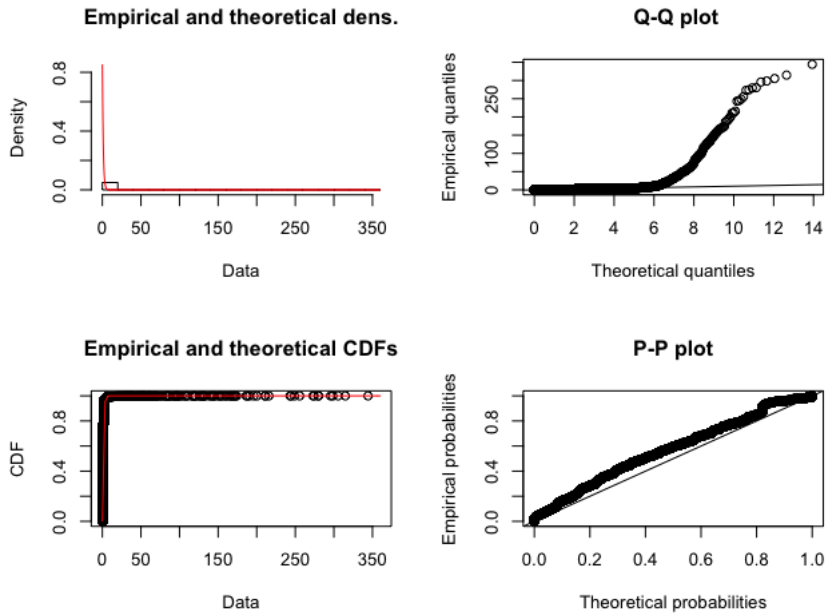 Empirical and theoretical dens.
Density
0.0 0.4 0.8
0 50 150 250 350
Data
Q-Q plot
Empirical quantiles
0 100 250
0 2 4 6 8 10 12 14
Theoretical quantiles
Empirical and theoretical CDFs
CDF
0.0 0.4 0.8
0 50 150 250 350
Data
P-P plot
Empirical probabilities
0.0 0.4 0.8
0.0 0.2 0.4 0.6 0.8 1.0
Theoretical probabilities